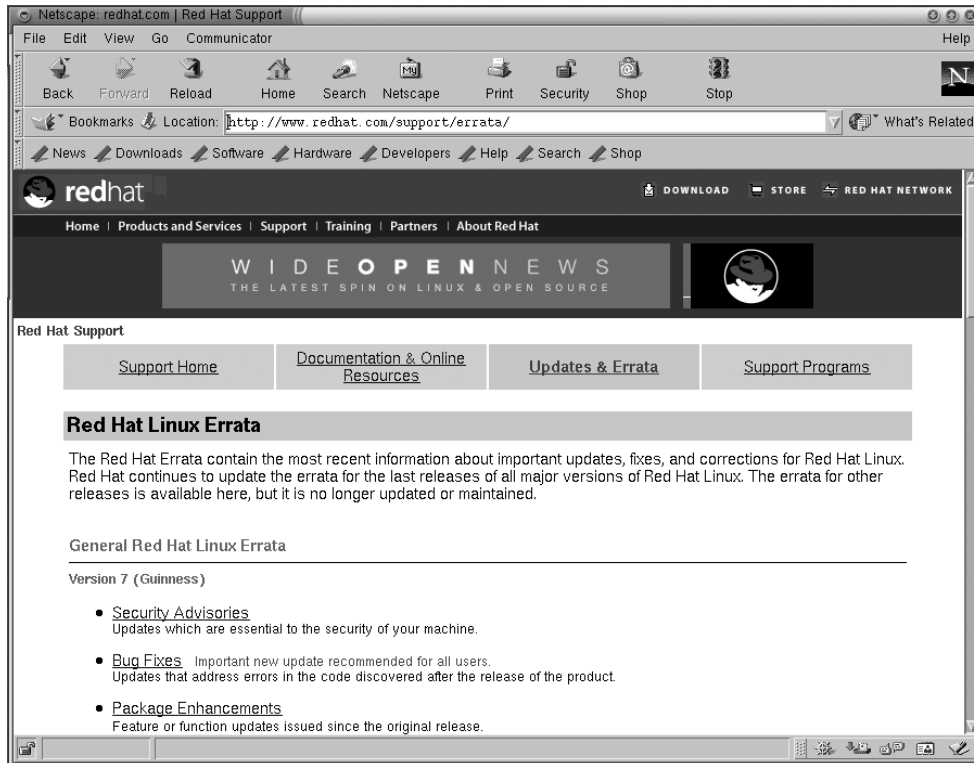 Netscape: redhat.com | Red Hat Support
File Edit View Go Communicator Help
Back Forward Reload Home Search Netscape Print Security Shop Stop
My
N
Bookmarks Location: http://www.redhat.com/support/errata/ What's Related
News Downloads Software Hardware Developers Help Search Shop
redhat DOWNLOAD STORE RED HAT NETWORK
Home | Products and Services | Support | Training | Partners | About Red Hat
WIDE OPEN NEWS
THE LATEST SPIN ON LINUX & OPEN SOURCE
Red Hat Support
Support Home
Documentation & Online
Resources
Updates & Errata
Support Programs
Red Hat Linux Errata
The Red Hat Errata contain the most recent information about important updates, fixes, and corrections for Red Hat Linux.
Red Hat continues to update the errata for the last releases of all major versions of Red Hat Linux. The errata for other
releases is available here, but it is no longer updated or maintained.
General Red Hat Linux Errata
Version 7 (Guinness)
Security Advisories
Updates which are essential to the security of your machine.
Bug Fixes Important new update recommended for all users.
Updates that address errors in the code discovered after the release of the product.
Package Enhancements
Feature or function updates issued since the original release.